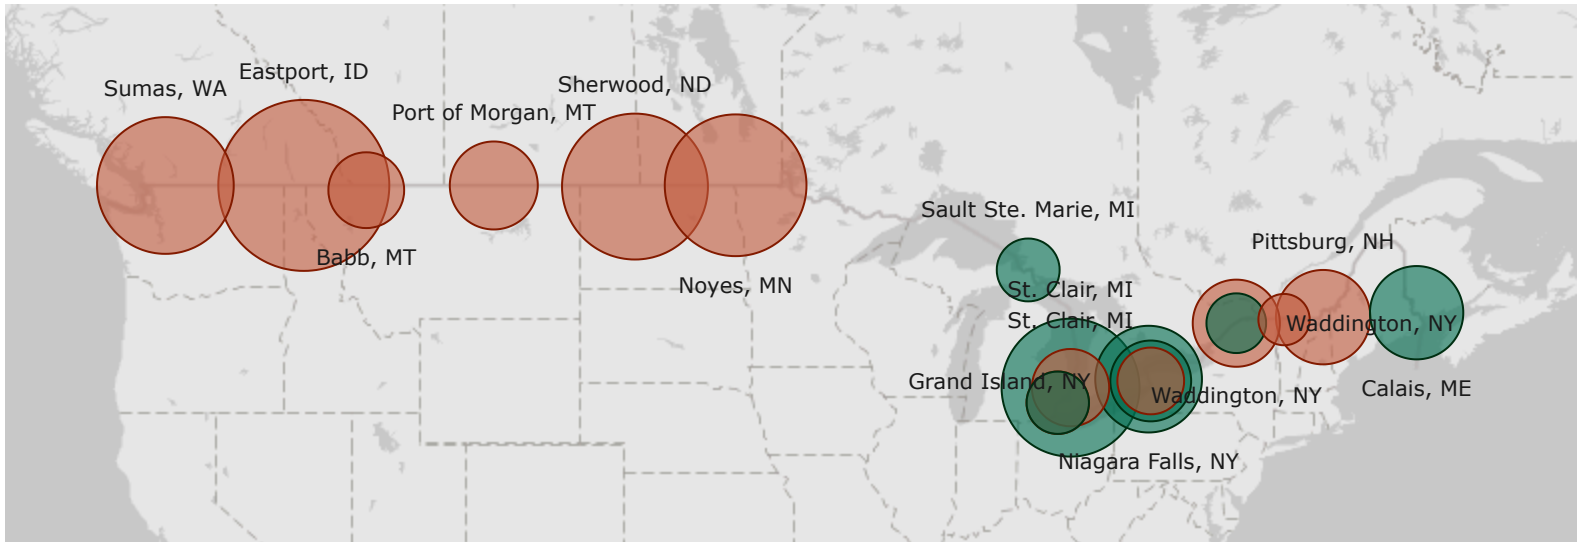 Eastport, ID
Sumas, WA
Sherwood, ND
Port of Morgan, MT
Babb, MT
Noyes, MN
Sault Ste. Marie, MI
Pittsburg, NH
St. Clair, MI
St. Clair, MI
Waddington, NY
Grand Island, NY
Waddington, NY
Calais, ME
Niagara Falls, NY